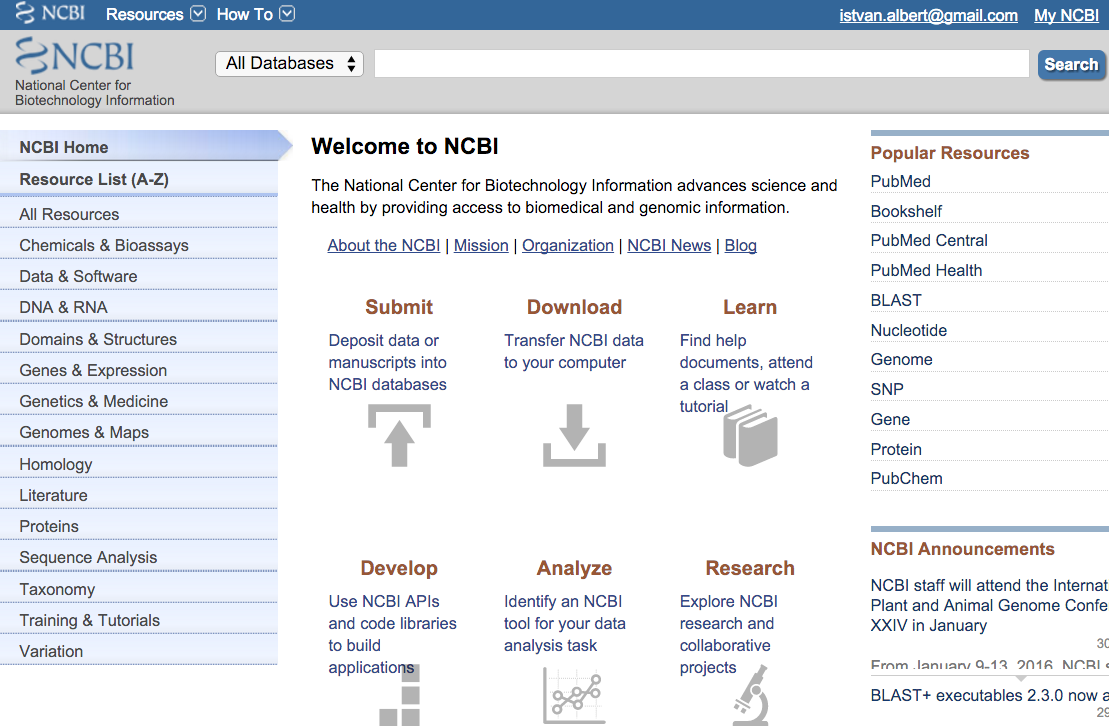 NCBI Resources How To istvan.albert@gmail.com My NCBI
NCBI
National Center for
Biotechnology Information
All Databases Search
NCBI Home
Resource List (A-Z)
All Resources
Chemicals & Bioassays
Data & Software
DNA & RNA
Domains & Structures
Genes & Expression
Genetics & Medicine
Genomes & Maps
Homology
Literature
Proteins
Sequence Analysis
Taxonomy
Training & Tutorials
Variation
Welcome to NCBI
The National Center for Biotechnology Information advances science and
health by providing access to biomedical and genomic information.
About the NCBI | Mission | Organization | NCBI News | Blog
Submit
Deposit data or
manuscripts into
NCBI databases
Download
Transfer NCBI data
to your computer
Learn
Find help
documents, attend
a class or watch a
tutorial
Develop
Use NCBI APIs
and code libraries
to build
applications
Analyze
Identify an NCBI
tool for your data
analysis task
Research
Explore NCBI
research and
collaborative
projects
Popular Resources
PubMed
Bookshelf
PubMed Central
PubMed Health
BLAST
Nucleotide
Genome
SNP
Gene
Protein
PubChem
NCBI Announcements
NCBI staff will attend the Internat
Plant and Animal Genome Confe
XXIV in January
30
From January 9-13, 2016, NCBI s
BLAST+ executables 2.3.0 now a
29